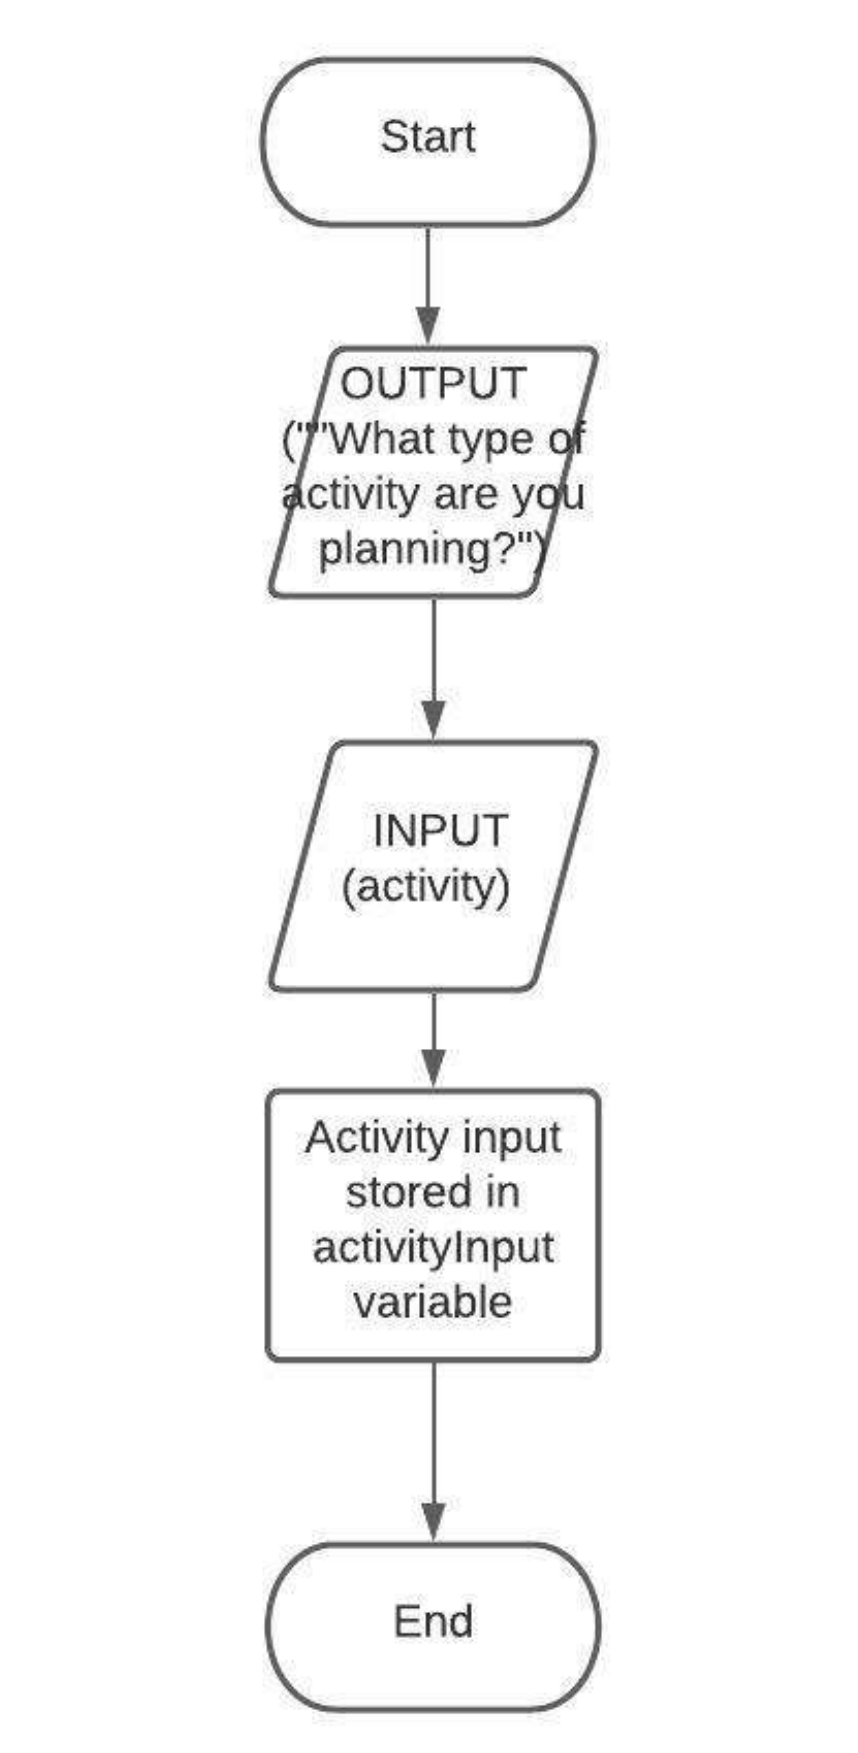 Start
OUTPUT
(""What type of
activity are you
planning?")
INPUT
(activity)
Activity input
stored in
activityInput
variable
End